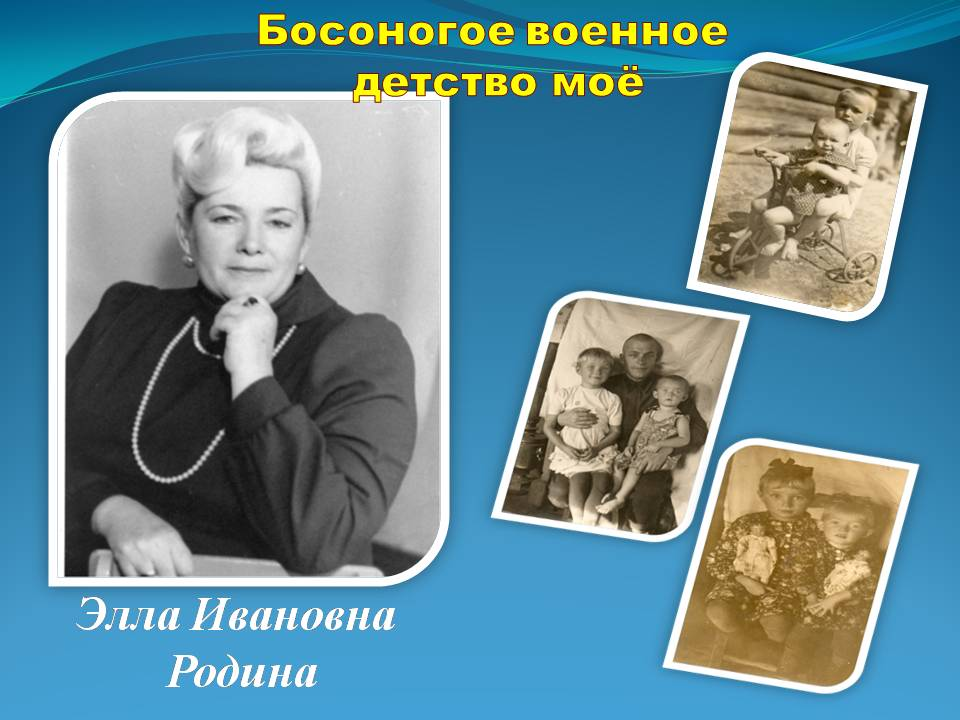 Босоногое военное
детство моё
Элла Ивановна
Родина